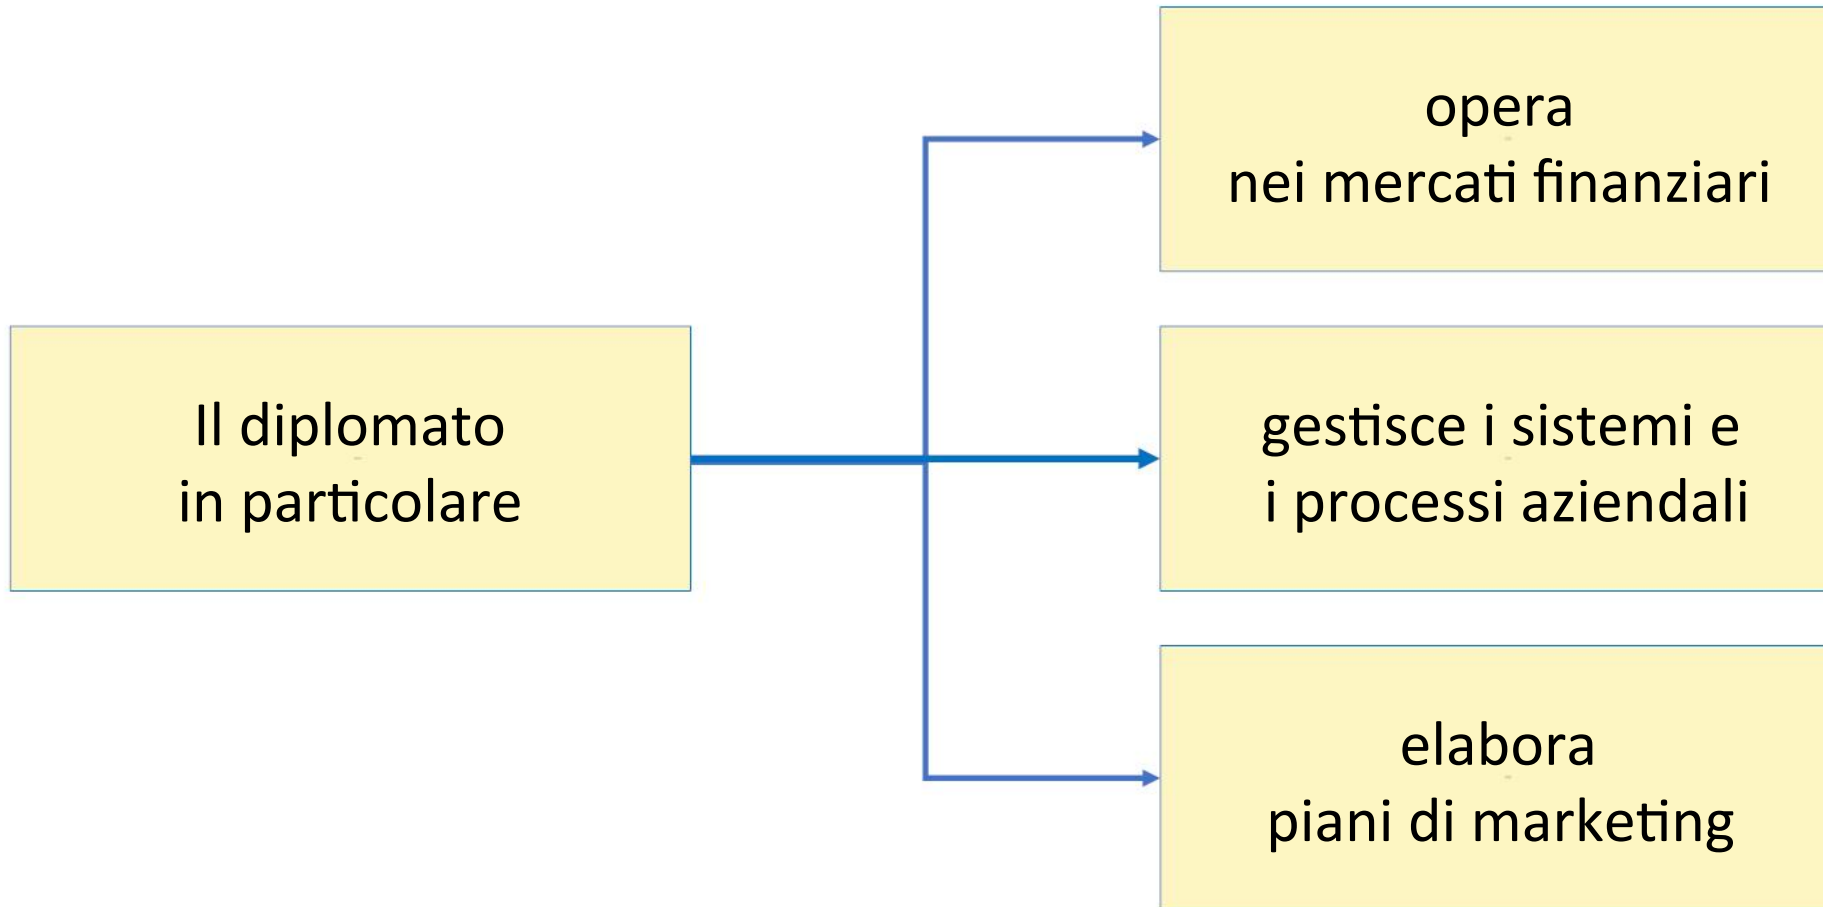 Il diplomato
in particolare
opera
nei mercati finanziari
gestisce i sistemi e
i processi aziendali
elabora
piani di marketing